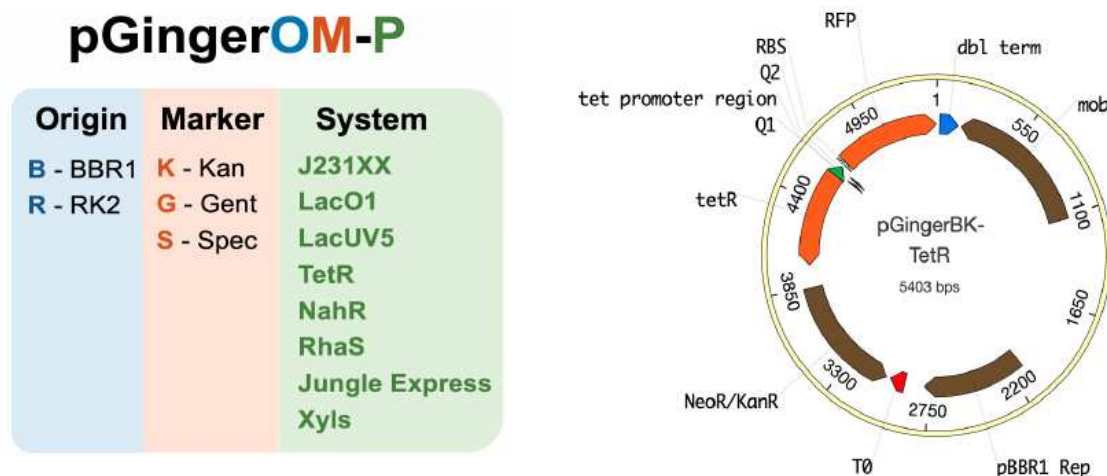 pGingerOM-P
Origin
B - BBR1
R - RK2
Marker
K - Kan
G - Gent
S - Spec
System
J231XX
LacO1
LacUV5
TetR
NahR
RhaS
Jungle Express
Xyls
RFP
RBS
Q2
tet promoter region
Q1
tetR
NeoR/KanR
T0
pBBR1 Rep
mob
dbl term
1
550
1100
1650
2200
2750
3300
3850
4400
4950
pGingerBK-
TetR
5403 bps